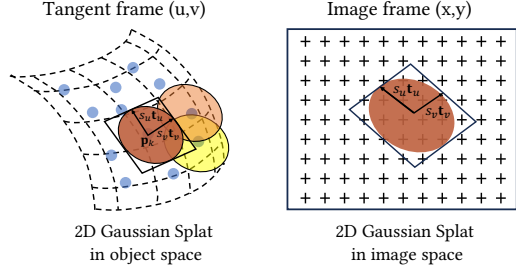 Tangent frame (u,v)
Image frame (x,y)
s_u t_u
s_v t_v
p_k
s_u t_u
s_v t_v
2D Gaussian Splat
in object space
2D Gaussian Splat
in image space